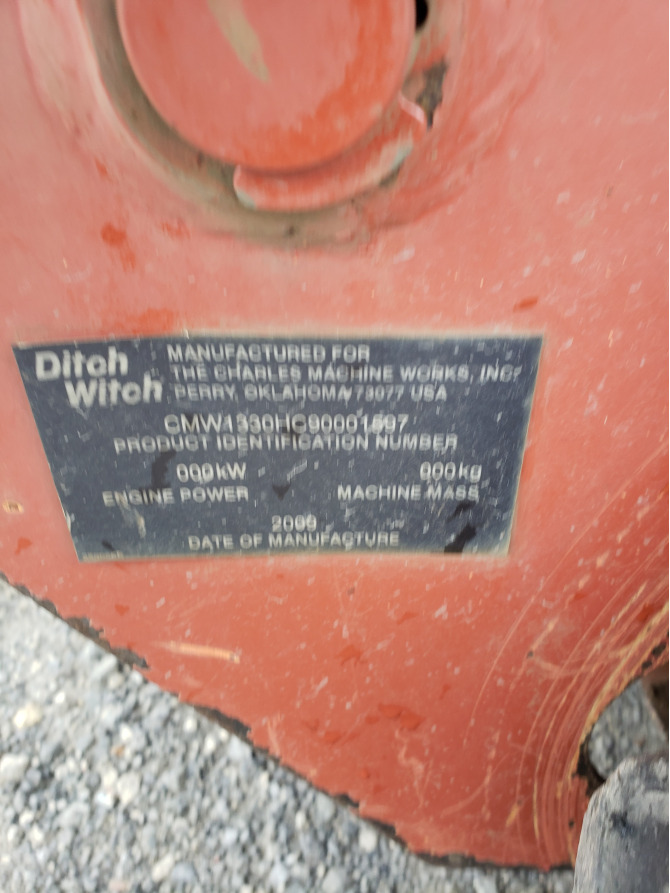 Ditch
Witch
MANUFACTURED FOR
THE CHARLES MACHINE WORKS, INC.
PERRY, OKLAHOMA 73077 USA
PRODUCT IDENTIFICATION NUMBER
000kW
000kg
ENGINE POWER
MACHINE MASS
DATE OF MANUFACTURE